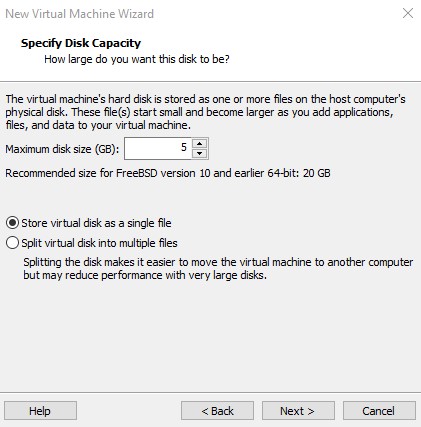 New Virtual Machine Wizard
Specify Disk Capacity
How large do you want this disk to be?
The virtual machine's hard disk is stored as one or more files on the host computer's
physical disk. These file(s) start small and become larger as you add applications,
files, and data to your virtual machine.
Maximum disk size (GB): 5
Recommended size for FreeBSD version 10 and earlier 64-bit: 20 GB
Store virtual disk as a single file
Split virtual disk into multiple files
Splitting the disk makes it easier to move the virtual machine to another computer
but may reduce performance with very large disks.
Help < Back Next > Cancel